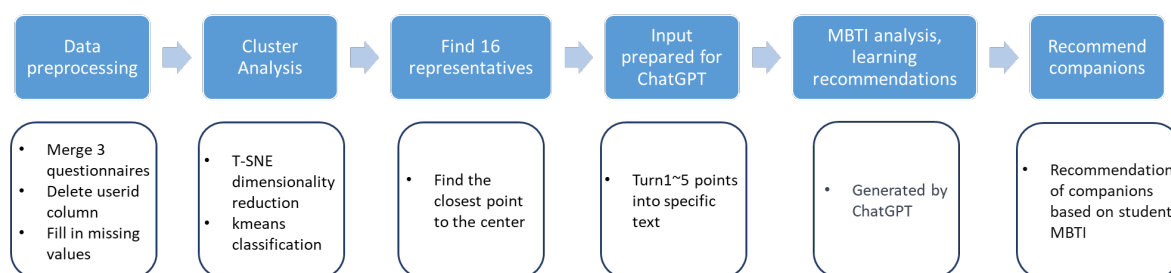 Data
preprocessing
Cluster
Analysis
Find 16
representatives
Input
prepared for
ChatGPT
MBTI analysis,
learning
recommendations
Recommend
companions
• Merge 3
questionnaires
• Delete userid
column
• Fill in missing
values
• T-SNE
dimensionality
reduction
• kmeans
classification
• Find the
closest point
to the center
• Turn1~5 points
into specific
text
• Generated by
ChatGPT
• Recommendation
of companions
based on student
MBTI